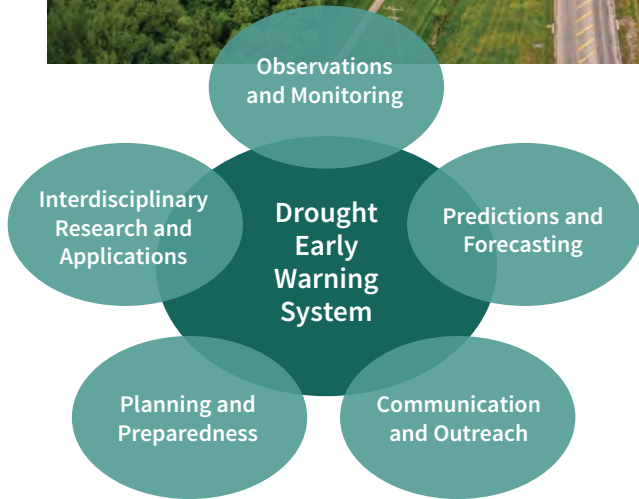 Observations
and Monitoring
Interdisciplinary
Research and
Applications
Drought
Early
Warning
System
Predictions and
Forecasting
Planning and
Preparedness
Communication
and Outreach